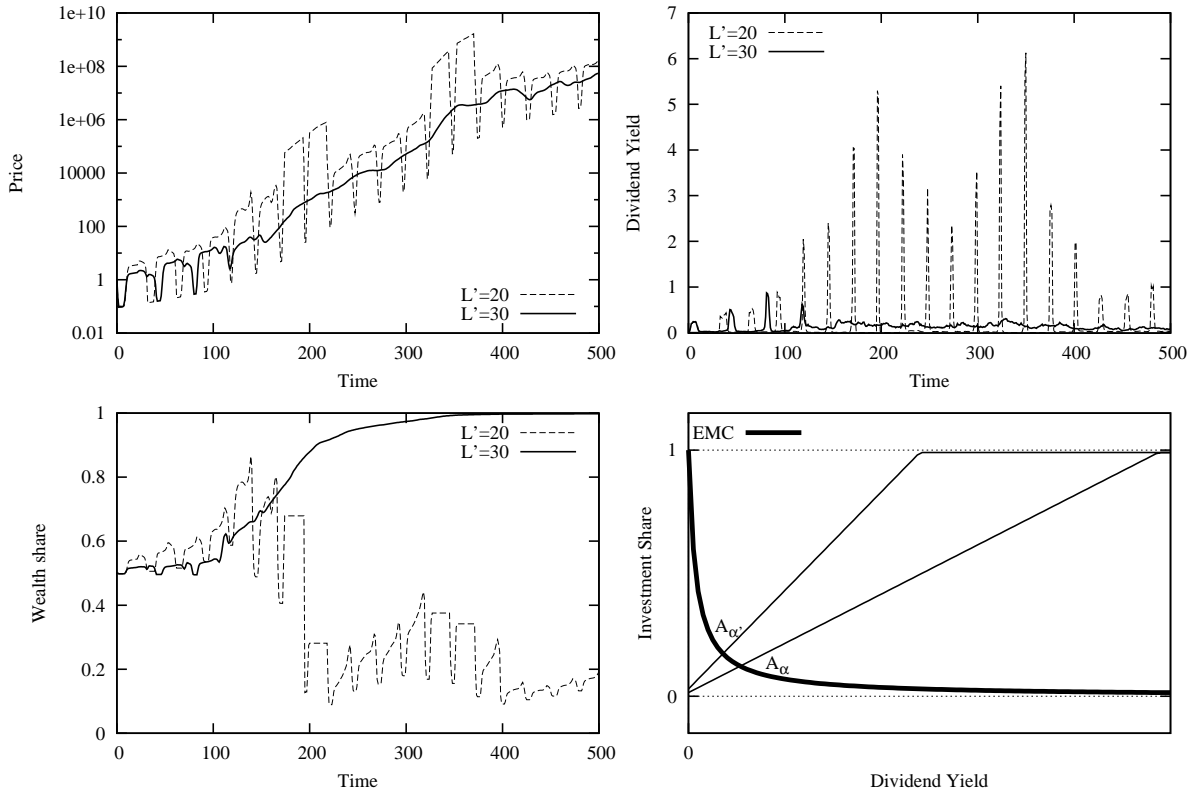 1e+10
1e+08
1e+06
10000
100
1
0.01
Price
0 100 200 300 400 500
Time
L'=20
L'=30
7
6
5
4
3
2
1
0
Dividend Yield
0 100 200 300 400 500
Time
L'=20
L'=30
1
0.8
0.6
0.4
0.2
0
Wealth share
0 100 200 300 400 500
Time
L'=20
L'=30
EMC
1
0
Investment Share
Aα'
Aα
0
Dividend Yield